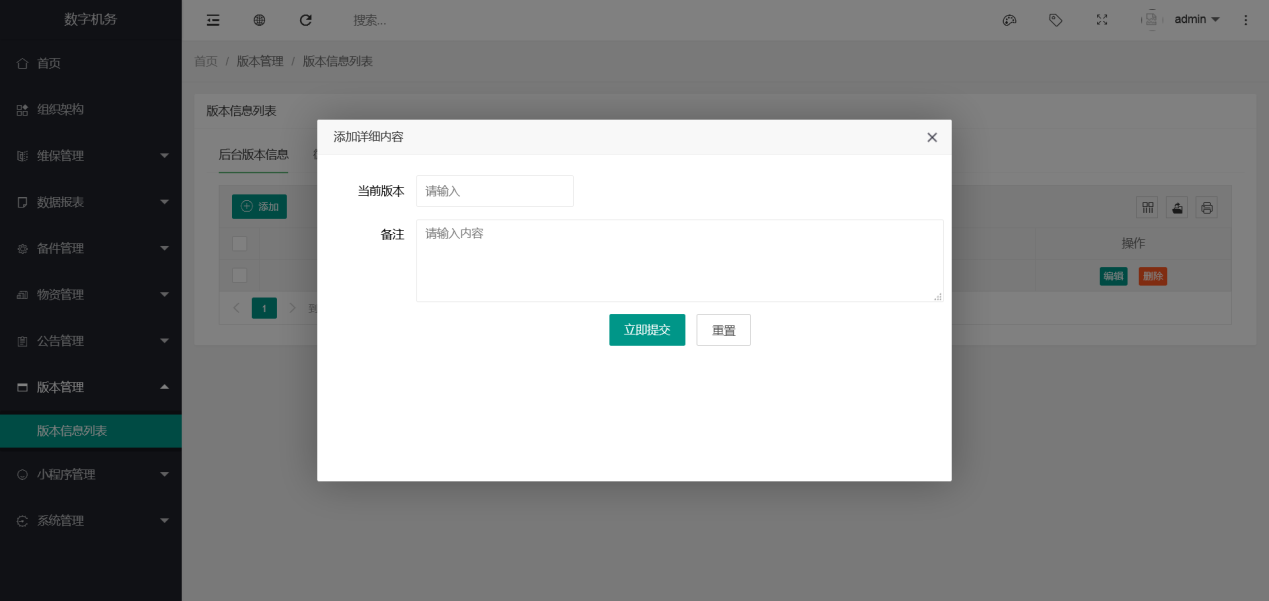 数字机务
搜索...
admin
首页
组织架构
维保管理
数据报表
备件管理
物资管理
公告管理
版本管理
版本信息列表
小程序管理
系统管理
首页 / 版本管理 / 版本信息列表
版本信息列表
后台版本信息
添加
操作
编辑 删除
1
到
添加详细内容
当前版本 请输入
备注 请输入内容
立即提交 重置